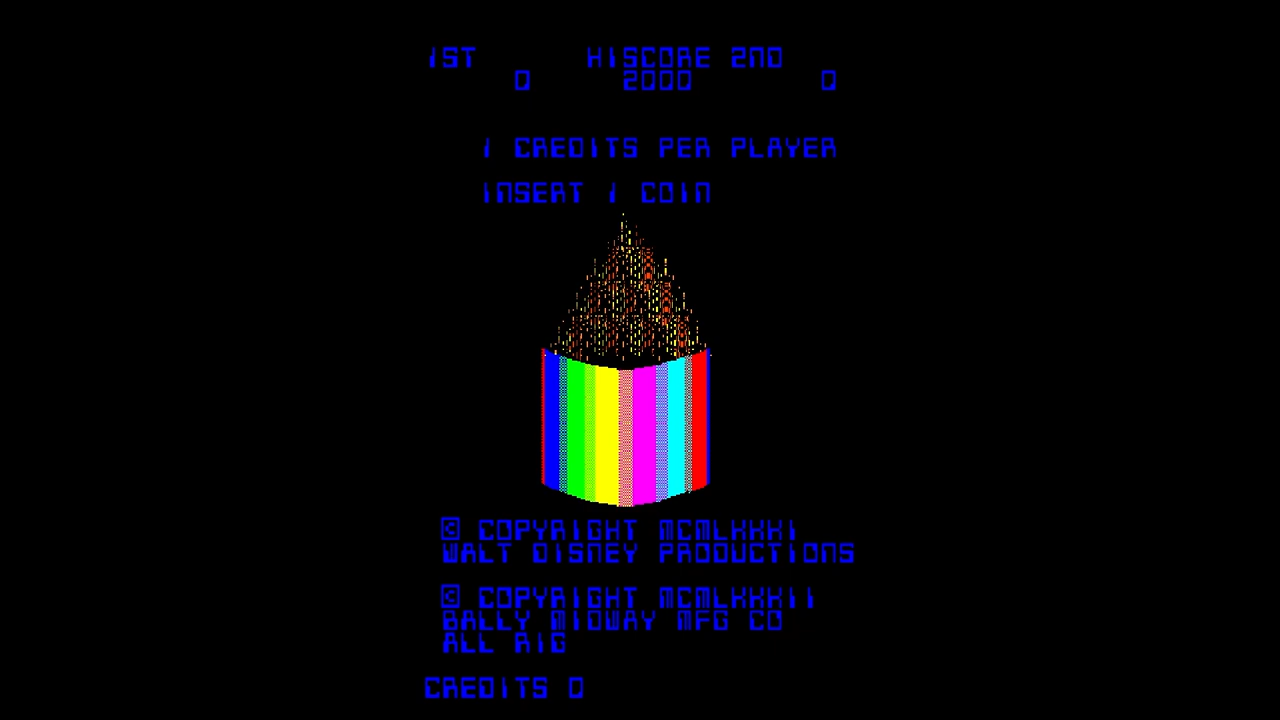 1ST HISCORE 2ND
0 2000 0
1 CREDITS PER PLAYER
INSERT 1 COIN
© COPYRIGHT MCMLXXXI
WALT DISNEY PRODUCTIONS
© COPYRIGHT MCMLXXXII
BALLY MIDWAY MFG CO
ALL RIG
CREDITS 0